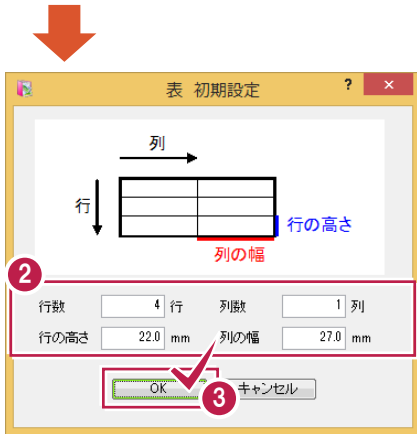 表 初期設定 ? ×
列
行
行の高さ
列の幅
2
行数 4 行 列数 1 列
行の高さ 22.0 mm 列の幅 27.0 mm
OK キャンセル
3